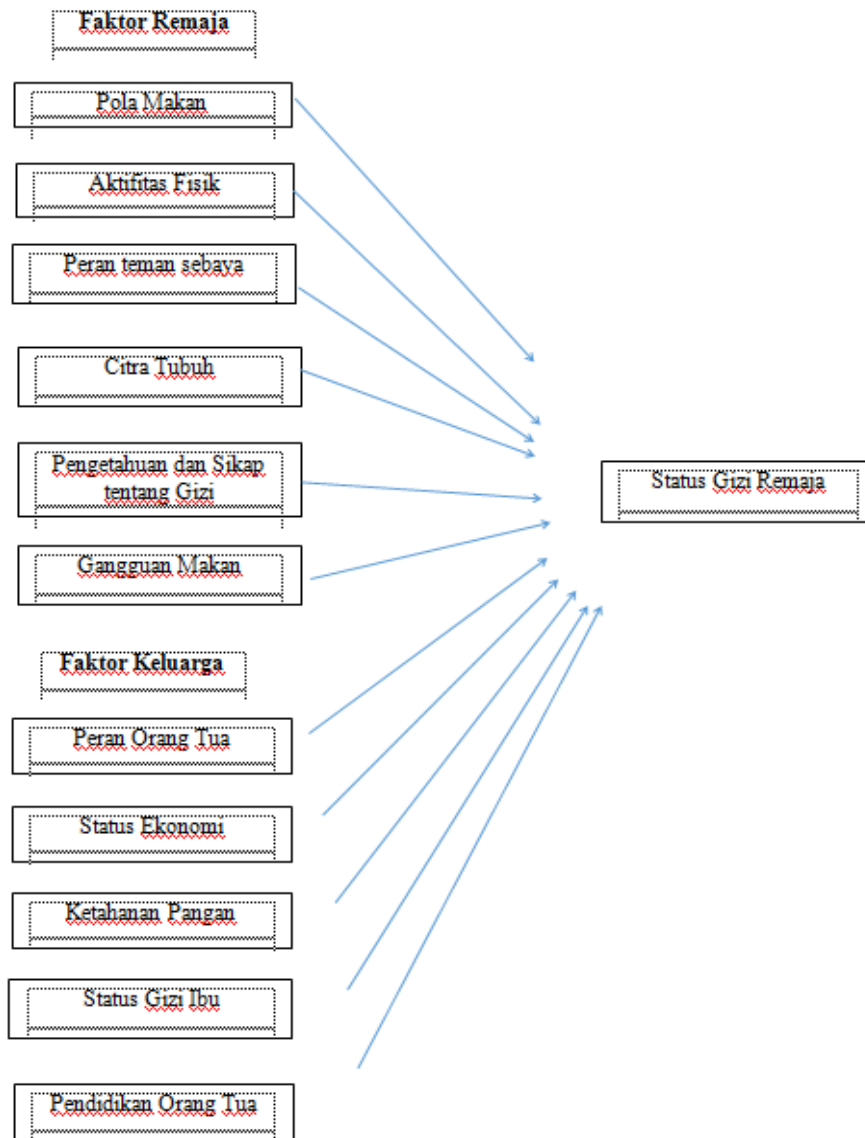 Faktor Remaja
Pola Makan
Aktifitas Fisik
Peran teman sebaya
Citra Tubuh
Pengetahuan dan Sikap
tentang Gizi
Gangguan Makan
Status Gizi Remaja
Faktor Keluarga
Peran Orang Tua
Status Ekonomi
Ketahanan Pangan
Status Gizi Ibu
Pendidikan Orang Tua